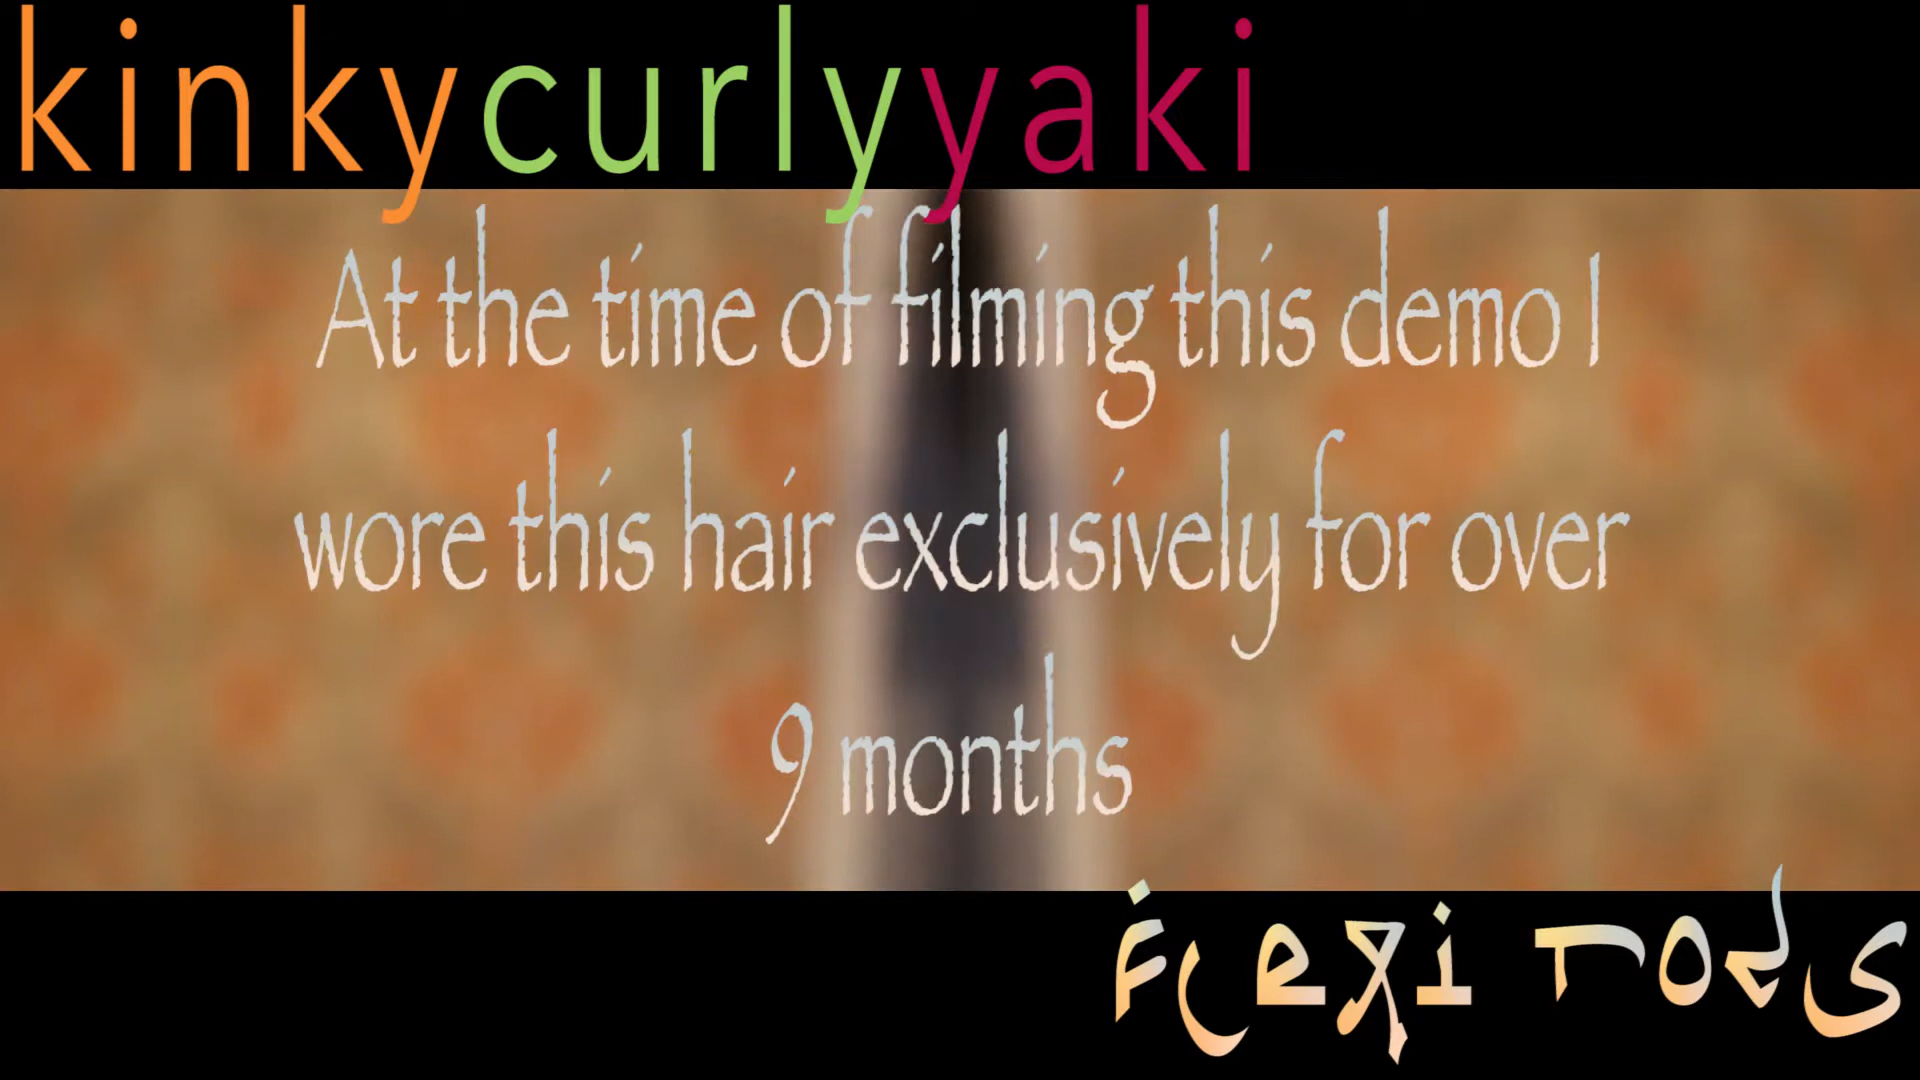 kinkycurlyyaki
At the time of filming this demo I
wore this hair exclusively for over
9 months
flexi rods